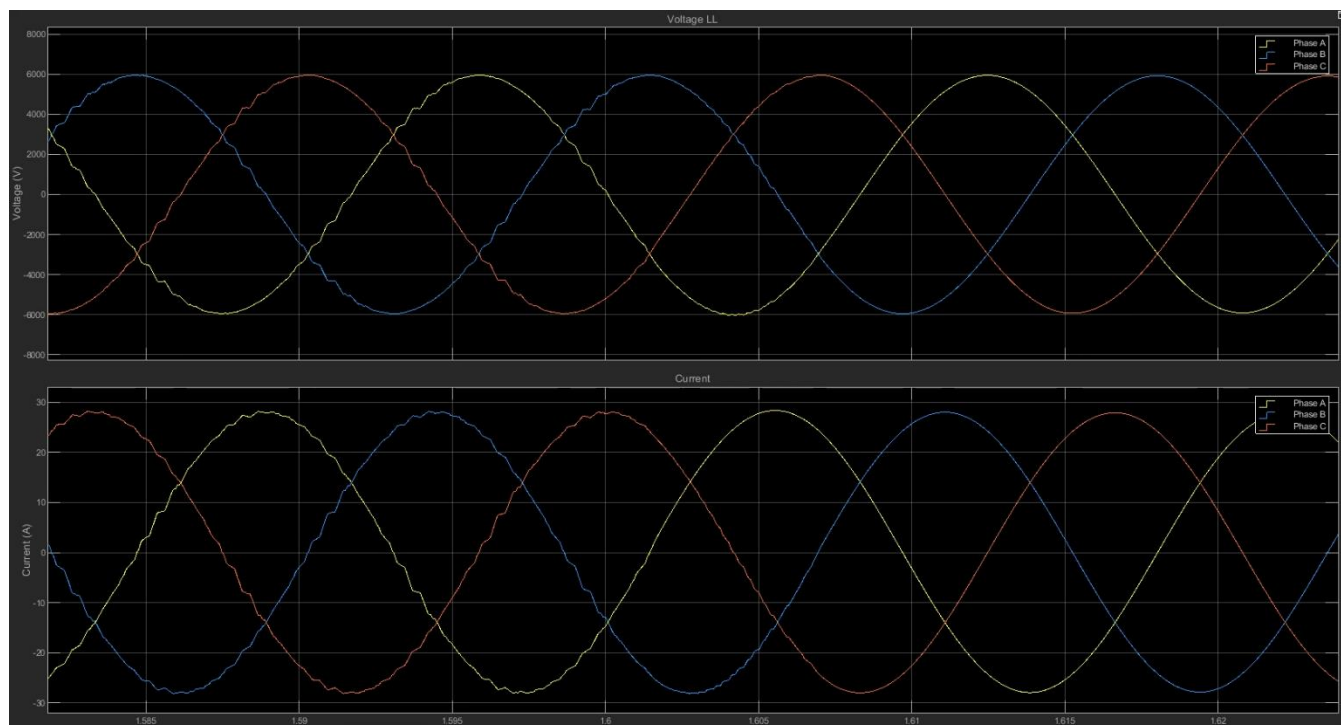 Voltage LL
Phase A
Phase B
Phase C
8000
6000
4000
2000
0
-2000
-4000
-6000
-8000
Voltage (V)
Current
Phase A
Phase B
Phase C
30
20
10
0
-10
-20
-30
Current (A)
1.585
1.59
1.595
1.6
1.605
1.61
1.615
1.62